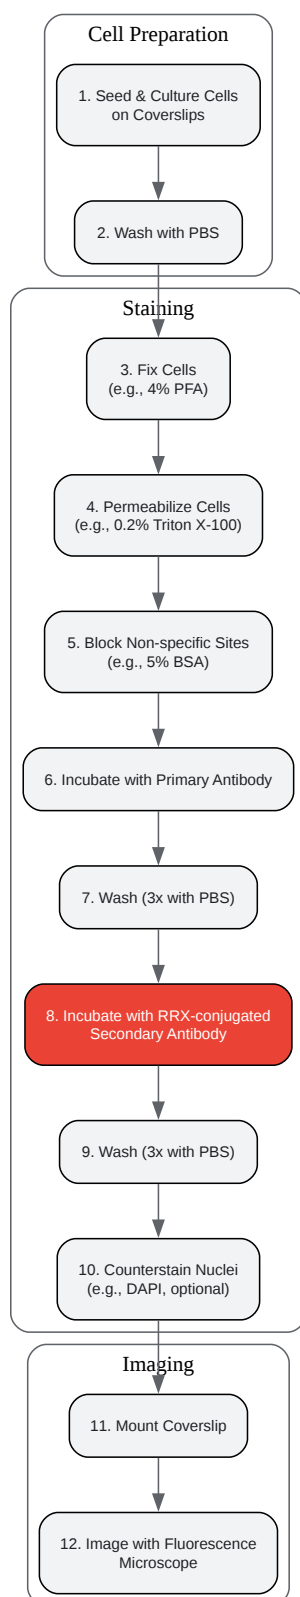 Cell Preparation
1. Seed & Culture Cells
on Coverslips
2. Wash with PBS
Staining
3. Fix Cells
(e.g., 4% PFA)
4. Permeabilize Cells
(e.g., 0.2% Triton X-100)
5. Block Non-specific Sites
(e.g., 5% BSA)
6. Incubate with Primary Antibody
7. Wash (3x with PBS)
8. Incubate with RRX-conjugated
Secondary Antibody
9. Wash (3x with PBS)
10. Counterstain Nuclei
(e.g., DAPI, optional)
Imaging
11. Mount Coverslip
12. Image with Fluorescence
Microscope